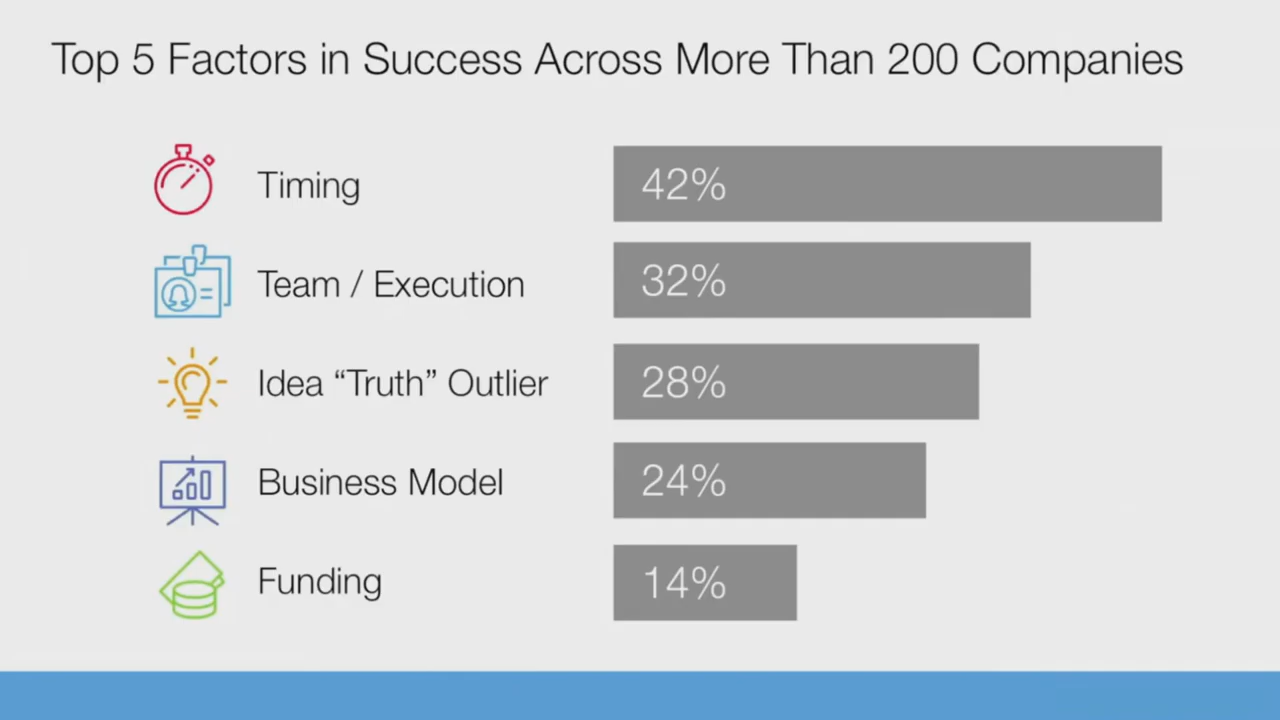 Top 5 Factors in Success Across More Than 200 Companies
Timing 42%
Team / Execution 32%
Idea “Truth” Outlier 28%
Business Model 24%
Funding 14%